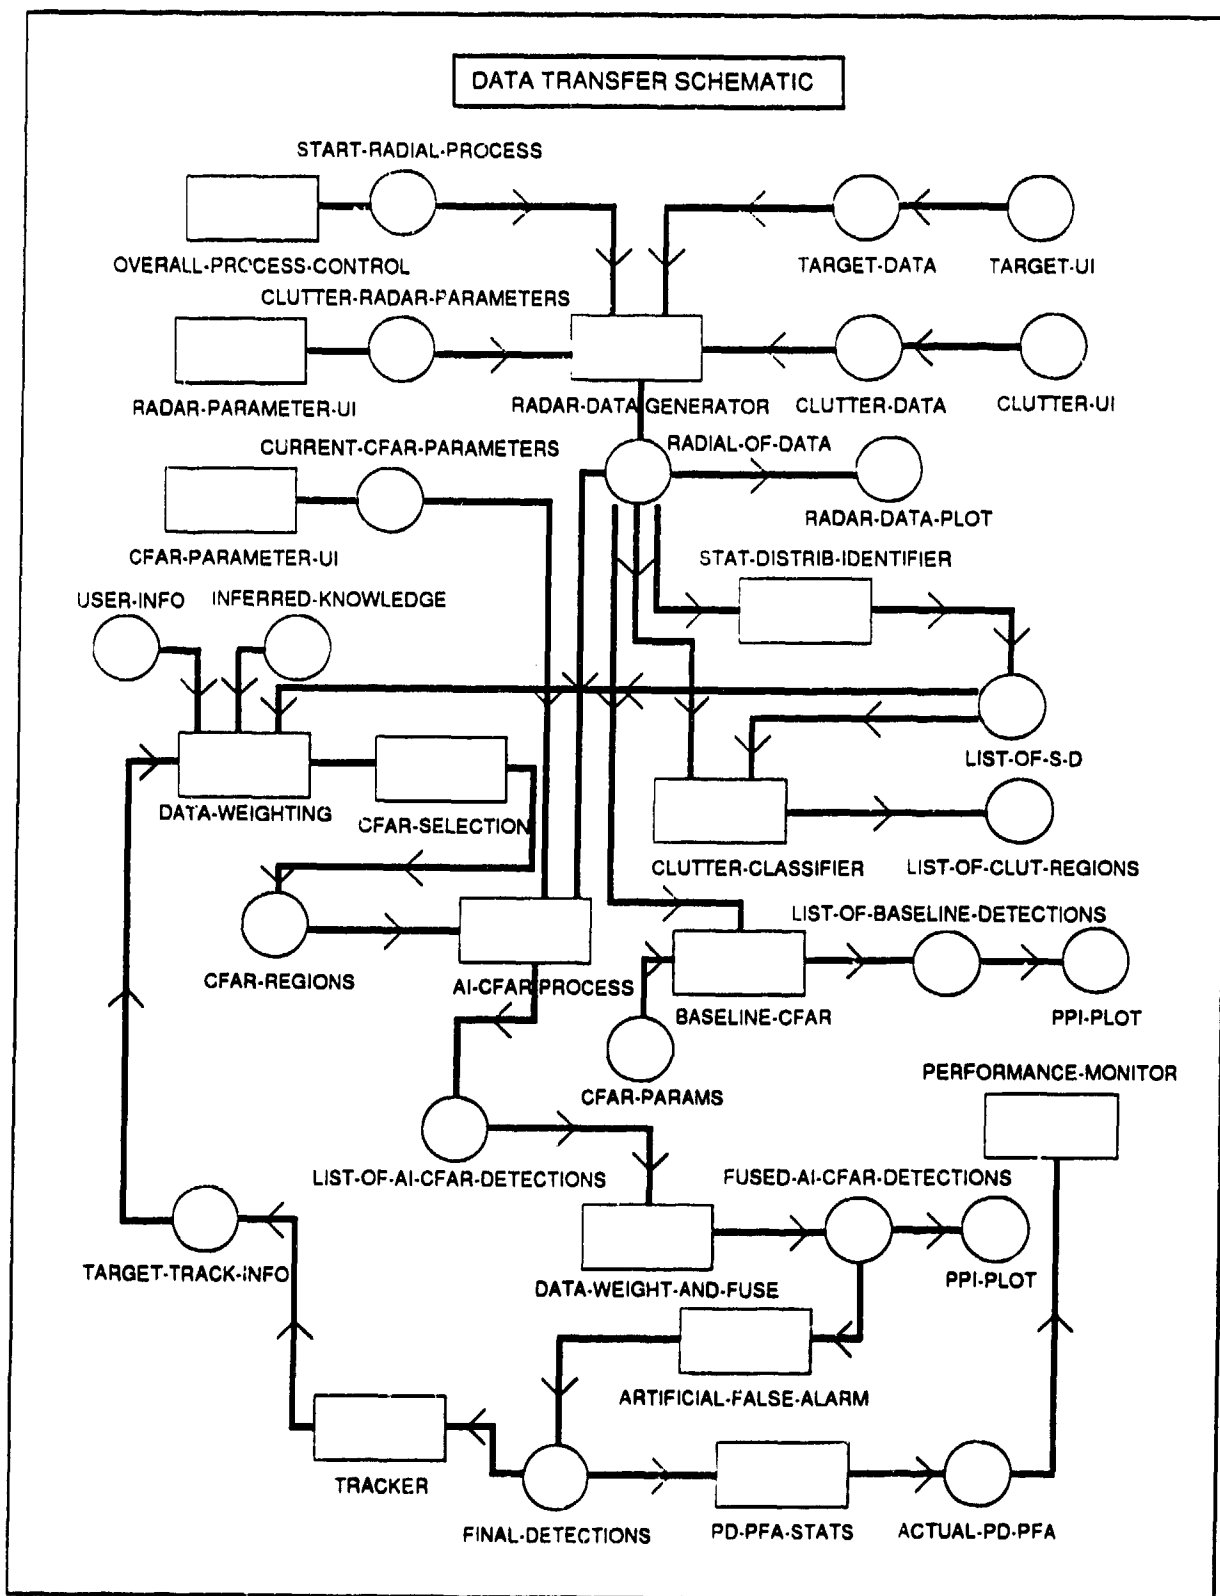 DATA TRANSFER SCHEMATIC
START-RADIAL-PROCESS
OVERALL-PROCESS-CONTROL
TARGET-DATA
TARGET-UI
CLUTTER-RADAR-PARAMETERS
RADAR-PARAMETER-UI
RADAR-DATA-GENERATOR
CLUTTER-DATA
CLUTTER-UI
CURRENT-CFAR-PARAMETERS
RADIAL-OF-DATA
RADAR-DATA-PLOT
CFAR-PARAMETER-UI
STAT-DISTRIB-IDENTIFIER
USER-INFO
INFERRED-KNOWLEDGE
LIST-OF-S-D
DATA-WEIGHTING
CFAR-SELECTION
CLUTTER-CLASSIFIER
LIST-OF-CLUT-REGIONS
LIST-OF-BASELINE-DETECTIONS
CFAR-REGIONS
AI-CFAR-PROCESS
BASELINE-CFAR
PPI-PLOT
PERFORMANCE-MONITOR
CFAR-PARAMS
LIST-OF-AI-CFAR-DETECTIONS
FUSED-AI-CFAR-DETECTIONS
TARGET-TRACK-INFO
DATA-WEIGHT-AND-FUSE
PPI-PLOT
ARTIFICIAL-FALSE-ALARM
TRACKER
FINAL-DETECTIONS
PD-PFA-STATS
ACTUAL-PD-PFA